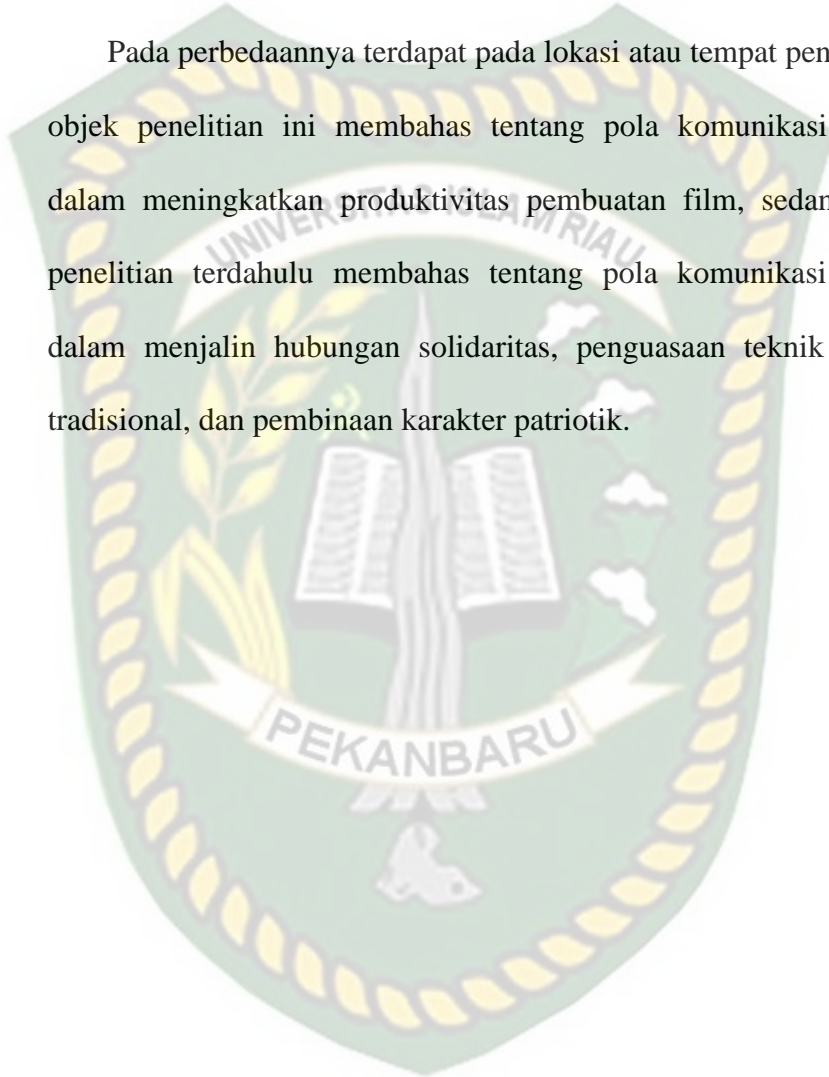 Pada perbedaannya terdapat pada lokasi atau tempat pen
objek penelitian ini membahas tentang pola komunikasi
dalam meningkatkan produktivitas pembuatan film, sedan
penelitian terdahulu membahas tentang pola komunikasi
dalam menjalin hubungan solidaritas, penguasaan teknik
tradisional, dan pembinaan karakter patriotik.
UNIVERSITAS ISLAM RIAU
PEKANBARU